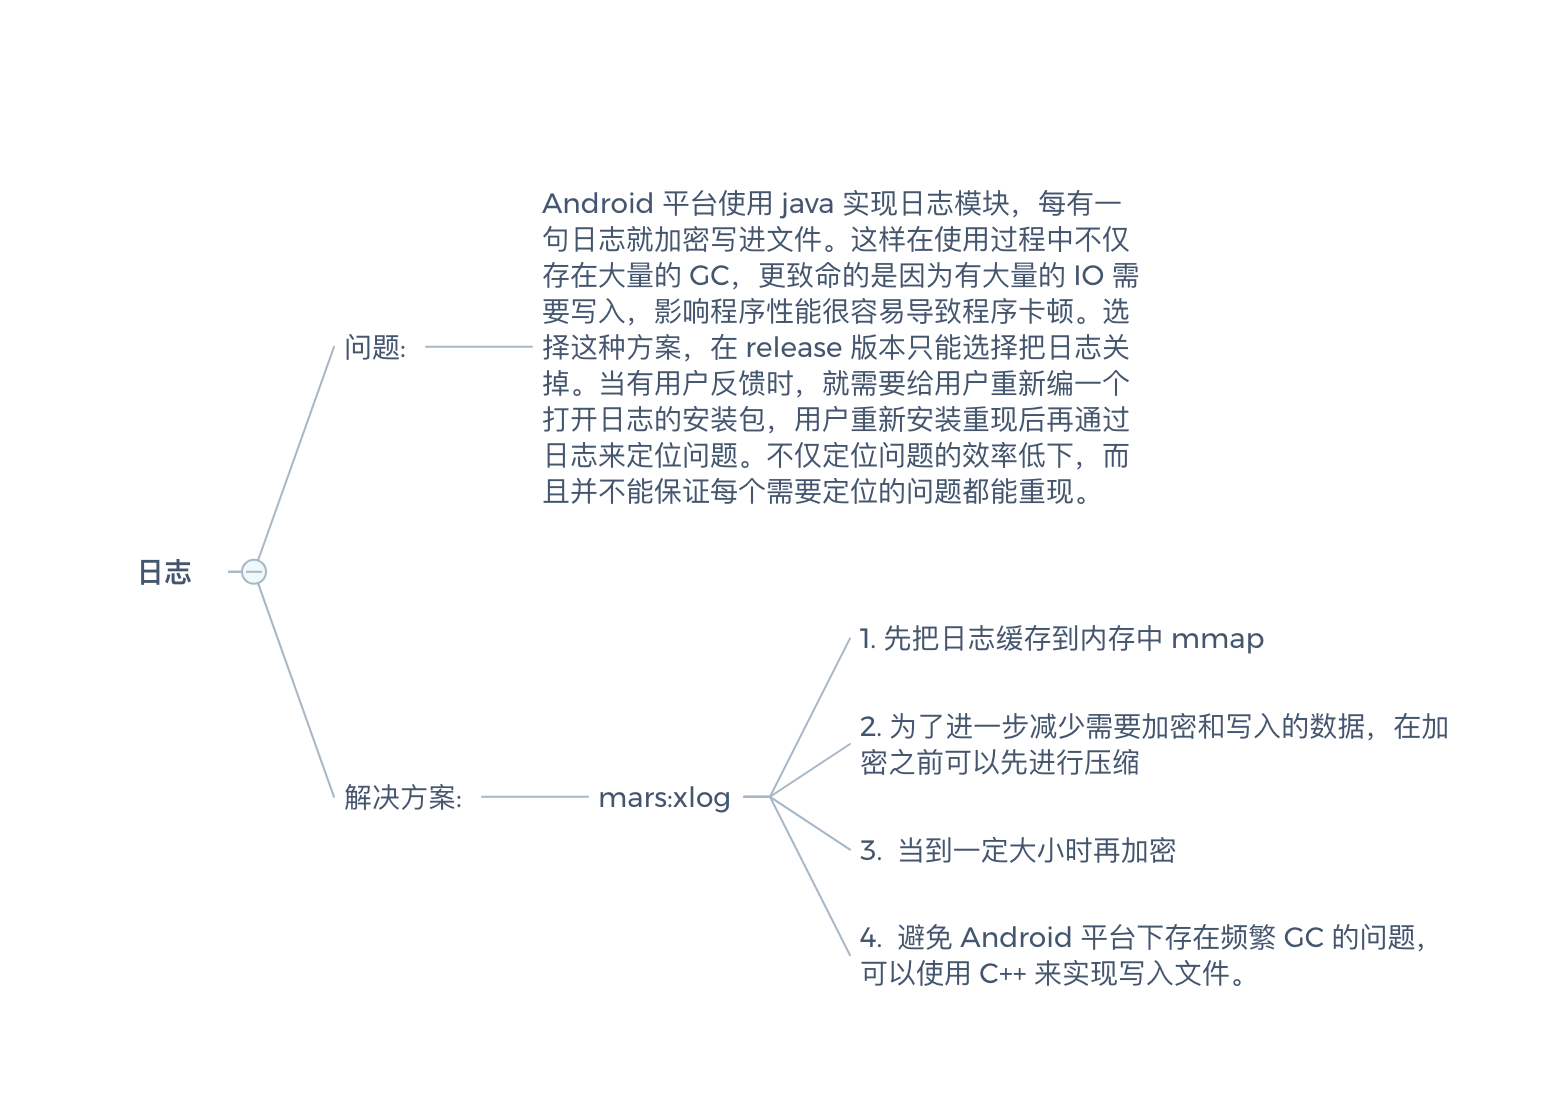 Android 平台使用 java 实现日志模块，每有一
句日志就加密写进文件。这样在使用过程中不仅
存在大量的 GC，更致命的是因为有大量的 IO 需
要写入，影响程序性能很容易导致程序卡顿。选
问题:
择这种方案，在 release 版本只能选择把日志关
掉。当有用户反馈时，就需要给用户重新编一个
打开日志的安装包，用户重新安装重现后再通过
日志来定位问题。不仅定位问题的效率低下，而
且并不能保证每个需要定位的问题都能重现。
日志
1. 先把日志缓存到内存中 mmap
2. 为了进一步减少需要加密和写入的数据，在加
密之前可以先进行压缩
解决方案:
mars:xlog
3. 当到一定大小时再加密
4. 避免 Android 平台下存在频繁 GC 的问题，
可以使用 C++ 来实现写入文件。